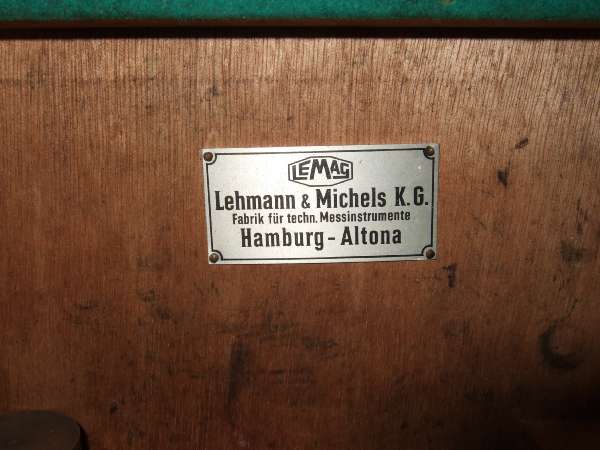 LEMAG
Lehmann & Michels K.G.
Fabrik für techn. Messinstrumente
Hamburg - Altona